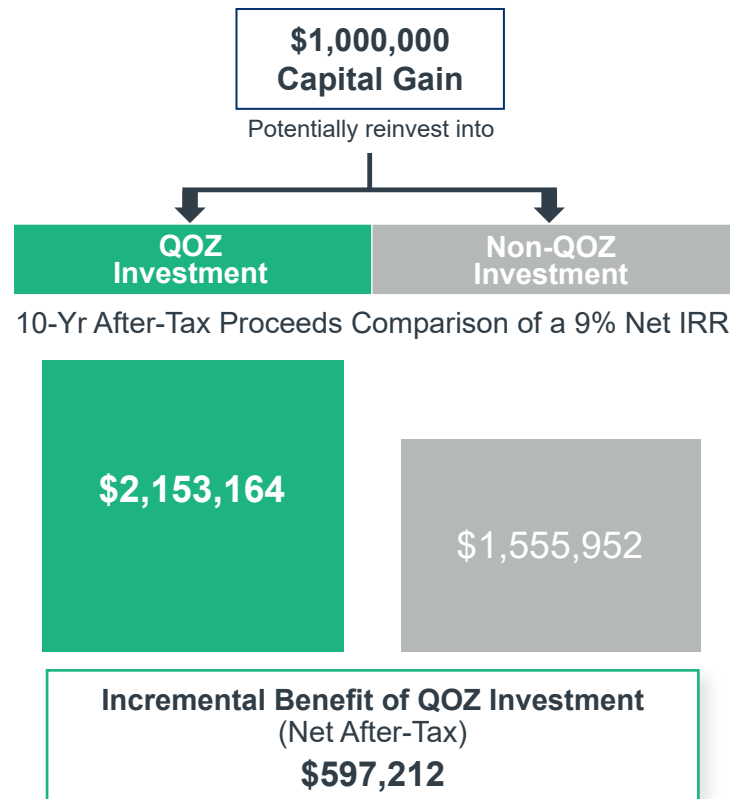 $1,000,000
Capital Gain
Potentially reinvest into
QOZ
Investment
Non-QOZ
Investment
10-Yr After-Tax Proceeds Comparison of a 9% Net IRR
$2,153,164
$1,555,952
Incremental Benefit of QOZ Investment
(Net After-Tax)
$597,212